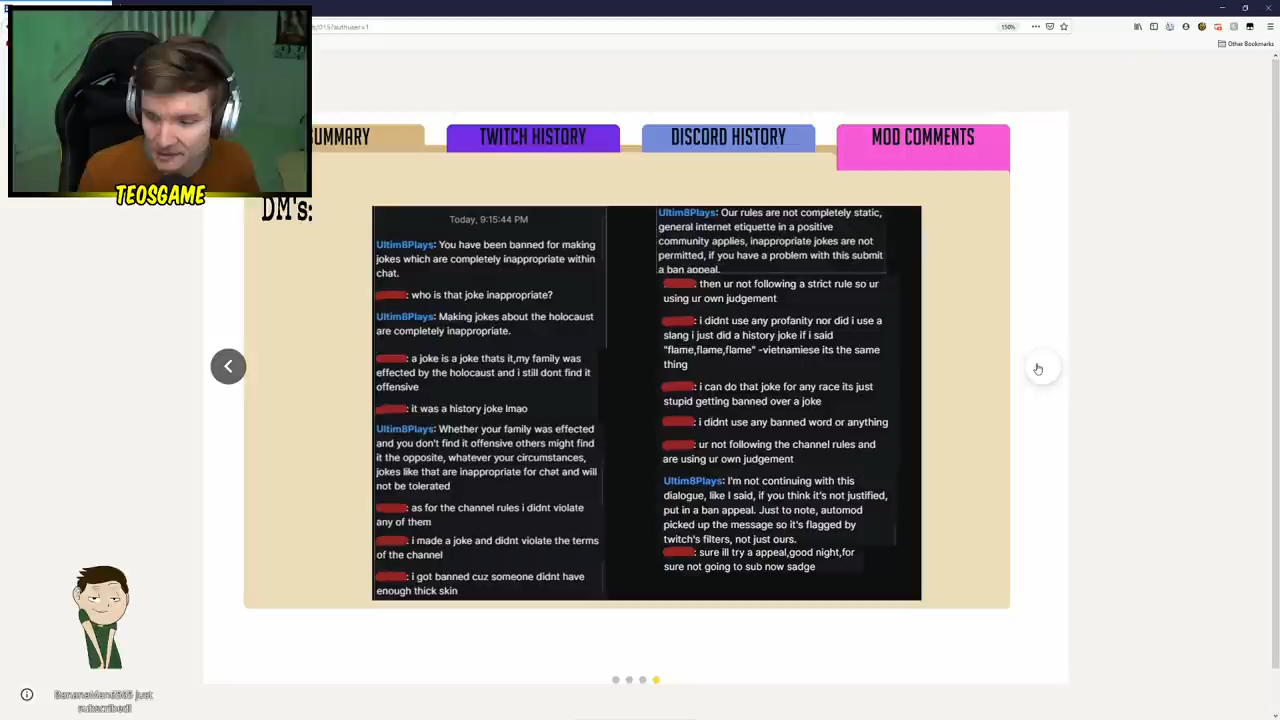 s/015?authuser=1
150%
Other Bookmarks
TEOSGAME
SUMMARY
TWITCH HISTORY
DISCORD HISTORY
MOD COMMENTS
DM's:
Today, 9:15:44 PM
Ultim8Plays: You have been banned for making
jokes which are completely inappropriate within
chat.
: who is that joke inappropriate?
Ultim8Plays: Making jokes about the holocaust
are completely inappropriate.
: a joke is a joke thats it,my family was
effected by the holocaust and i still dont find it
offensive
: it was a history joke lmao
Ultim8Plays: Whether your family was effected
and you don't find it offensive others might find
it the opposite, whatever your circumstances,
jokes like that are inappropriate for chat and will
not be tolerated
: as for the channel rules i didnt violate
any of them
: i made a joke and didnt violate the terms
of the channel
: i got banned cuz someone didnt have
enough thick skin
Ultim8Plays: Our rules are not completely static,
general internet etiquette in a positive
community applies, inappropriate jokes are not
permitted, if you have a problem with this submit
a ban appeal.
: then ur not following a strict rule so ur
using ur own judgement
: i didnt use any profanity nor did i use a
slang i just did a history joke if i said
"flame,flame,flame" -vietnamiese its the same
thing
: i can do that joke for any race its just
stupid getting banned over a joke
: i didnt use any banned word or anything
: ur not following the channel rules and
are using ur own judgement
Ultim8Plays: I'm not continuing with this
dialogue, like I said, if you think it's not justified,
put in a ban appeal. Just to note, automod
picked up the message so it's flagged by
twitch's filters, not just ours.
: sure ill try a appeal,good night,for
sure not going to sub now sadge
just
subscribed!